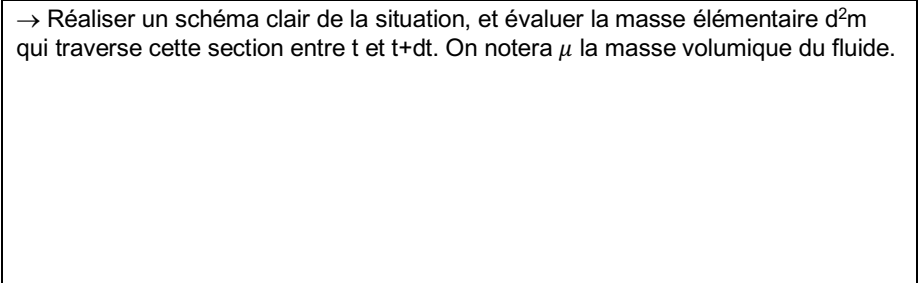 → Réaliser un schéma clair de la situation, et évaluer la masse élémentaire d²m
qui traverse cette section entre t et t+dt. On notera 𝜇 la masse volumique du fluide.